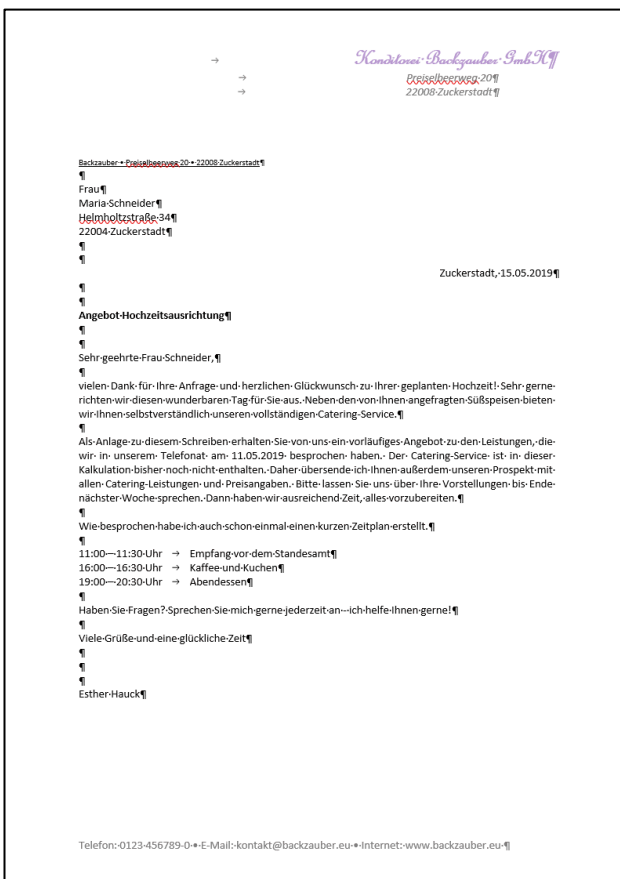 Konditorei Backzauber GmbH
Preiselbeerweg 20
22008 Zuckerstadt
Backzauber • Preiselbeerweg 20 • 22008 Zuckerstadt
Frau
Maria Schneider
Helmholtzstraße 34
22004 Zuckerstadt
Zuckerstadt, 15.05.2019
Angebot Hochzeitsausrichtung
Sehr geehrte Frau Schneider,
vielen Dank für Ihre Anfrage und herzlichen Glückwunsch zu Ihrer geplanten Hochzeit! Sehr gerne
richten wir diesen wunderbaren Tag für Sie aus. Neben den von Ihnen angefragten Süßspeisen bieten
wir Ihnen selbstverständlich unseren vollständigen Catering-Service.
Als Anlage zu diesem Schreiben erhalten Sie von uns ein vorläufiges Angebot zu den Leistungen, die
wir in unserem Telefonat am 11.05.2019 besprochen haben. Der Catering-Service ist in dieser
Kalkulation bisher noch nicht enthalten. Daher übersende ich Ihnen außerdem unseren Prospekt mit
allen Catering-Leistungen und Preisangaben. Bitte lassen Sie uns über Ihre Vorstellungen bis Ende
nächster Woche sprechen. Dann haben wir ausreichend Zeit, alles vorzubereiten.
Wie besprochen habe ich auch schon einmal einen kurzen Zeitplan erstellt.
11:00 – 11:30 Uhr → Empfang vor dem Standesamt
16:00 – 16:30 Uhr → Kaffee und Kuchen
19:00 – 20:30 Uhr → Abendessen
Haben Sie Fragen? Sprechen Sie mich gerne jederzeit an - ich helfe Ihnen gerne!
Viele Grüße und eine glückliche Zeit
Esther Hauck
Telefon: 0123 456789-0 • E-Mail: kontakt@backzauber.eu • Internet: www.backzauber.eu